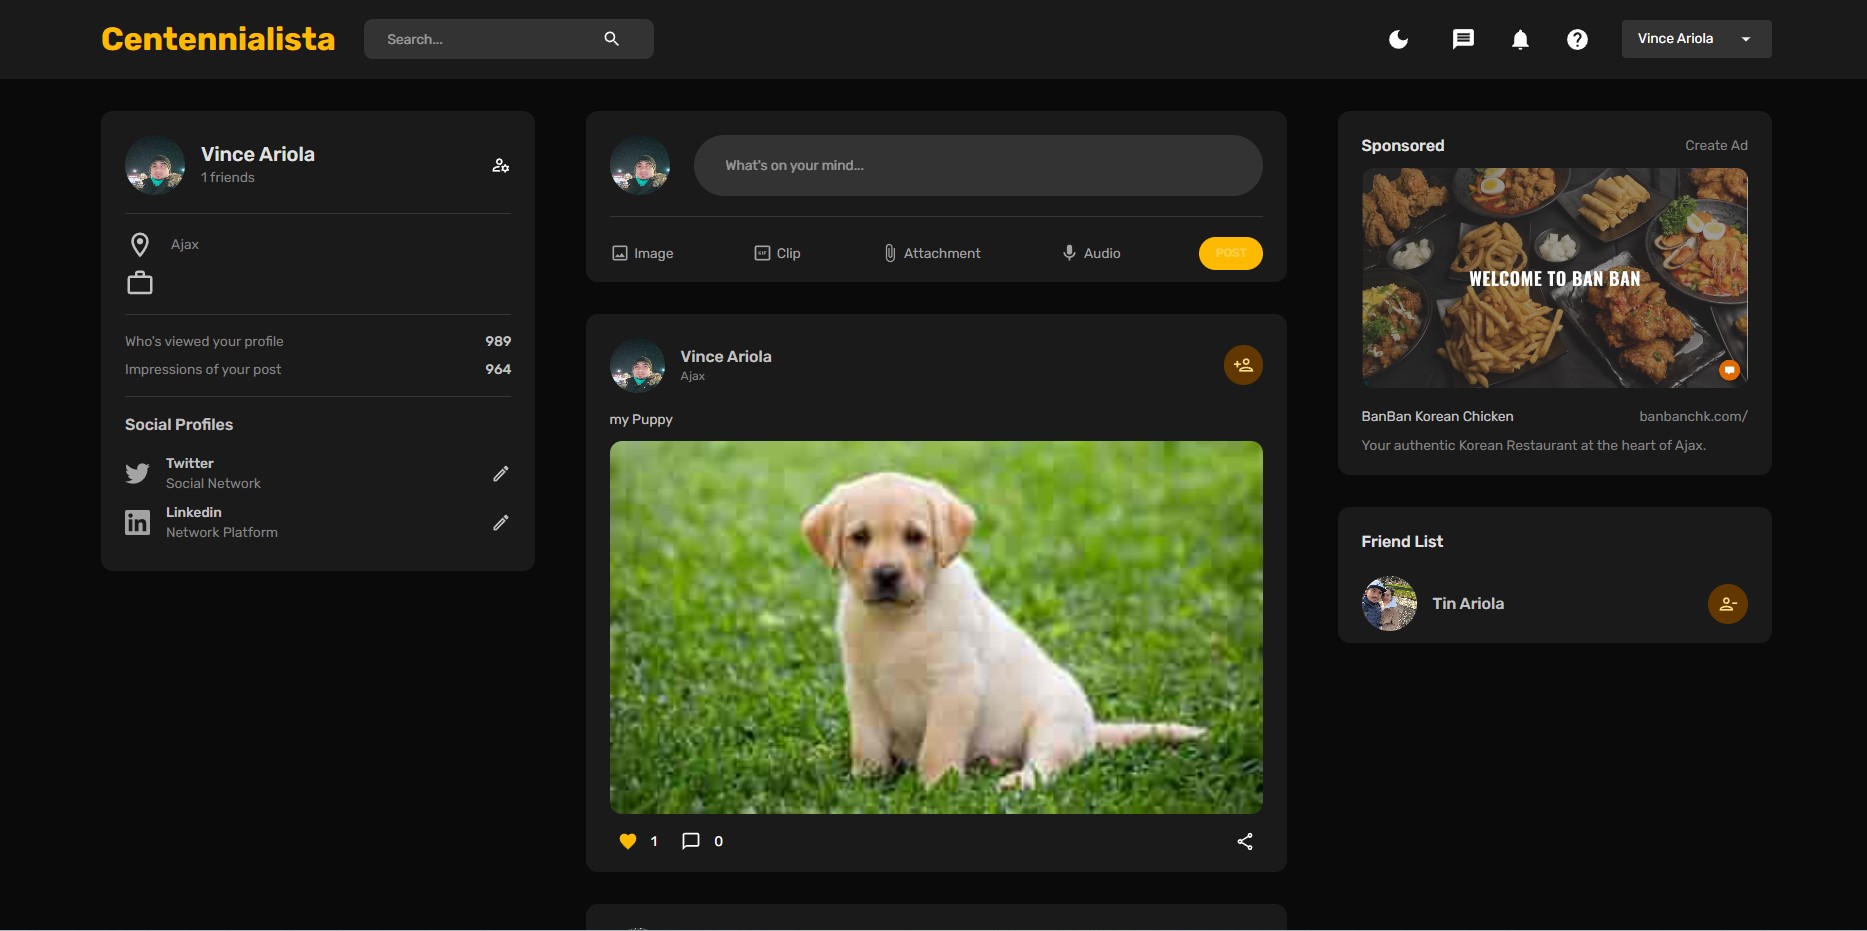 Centennialista
Search...
Vince Ariola
Vince Ariola
1 friends
Ajax
Who's viewed your profile 989
Impressions of your post 964
Social Profiles
Twitter
Social Network
Linkedin
Network Platform
What's on your mind...
Image
GIF
Clip
Attachment
Audio
POST
Vince Ariola
Ajax
my Puppy
1
0
Sponsored
Create Ad
WELCOME TO BAN BAN
BanBan Korean Chicken
banbanchk.com/
Your authentic Korean Restaurant at the heart of Ajax.
Friend List
Tin Ariola